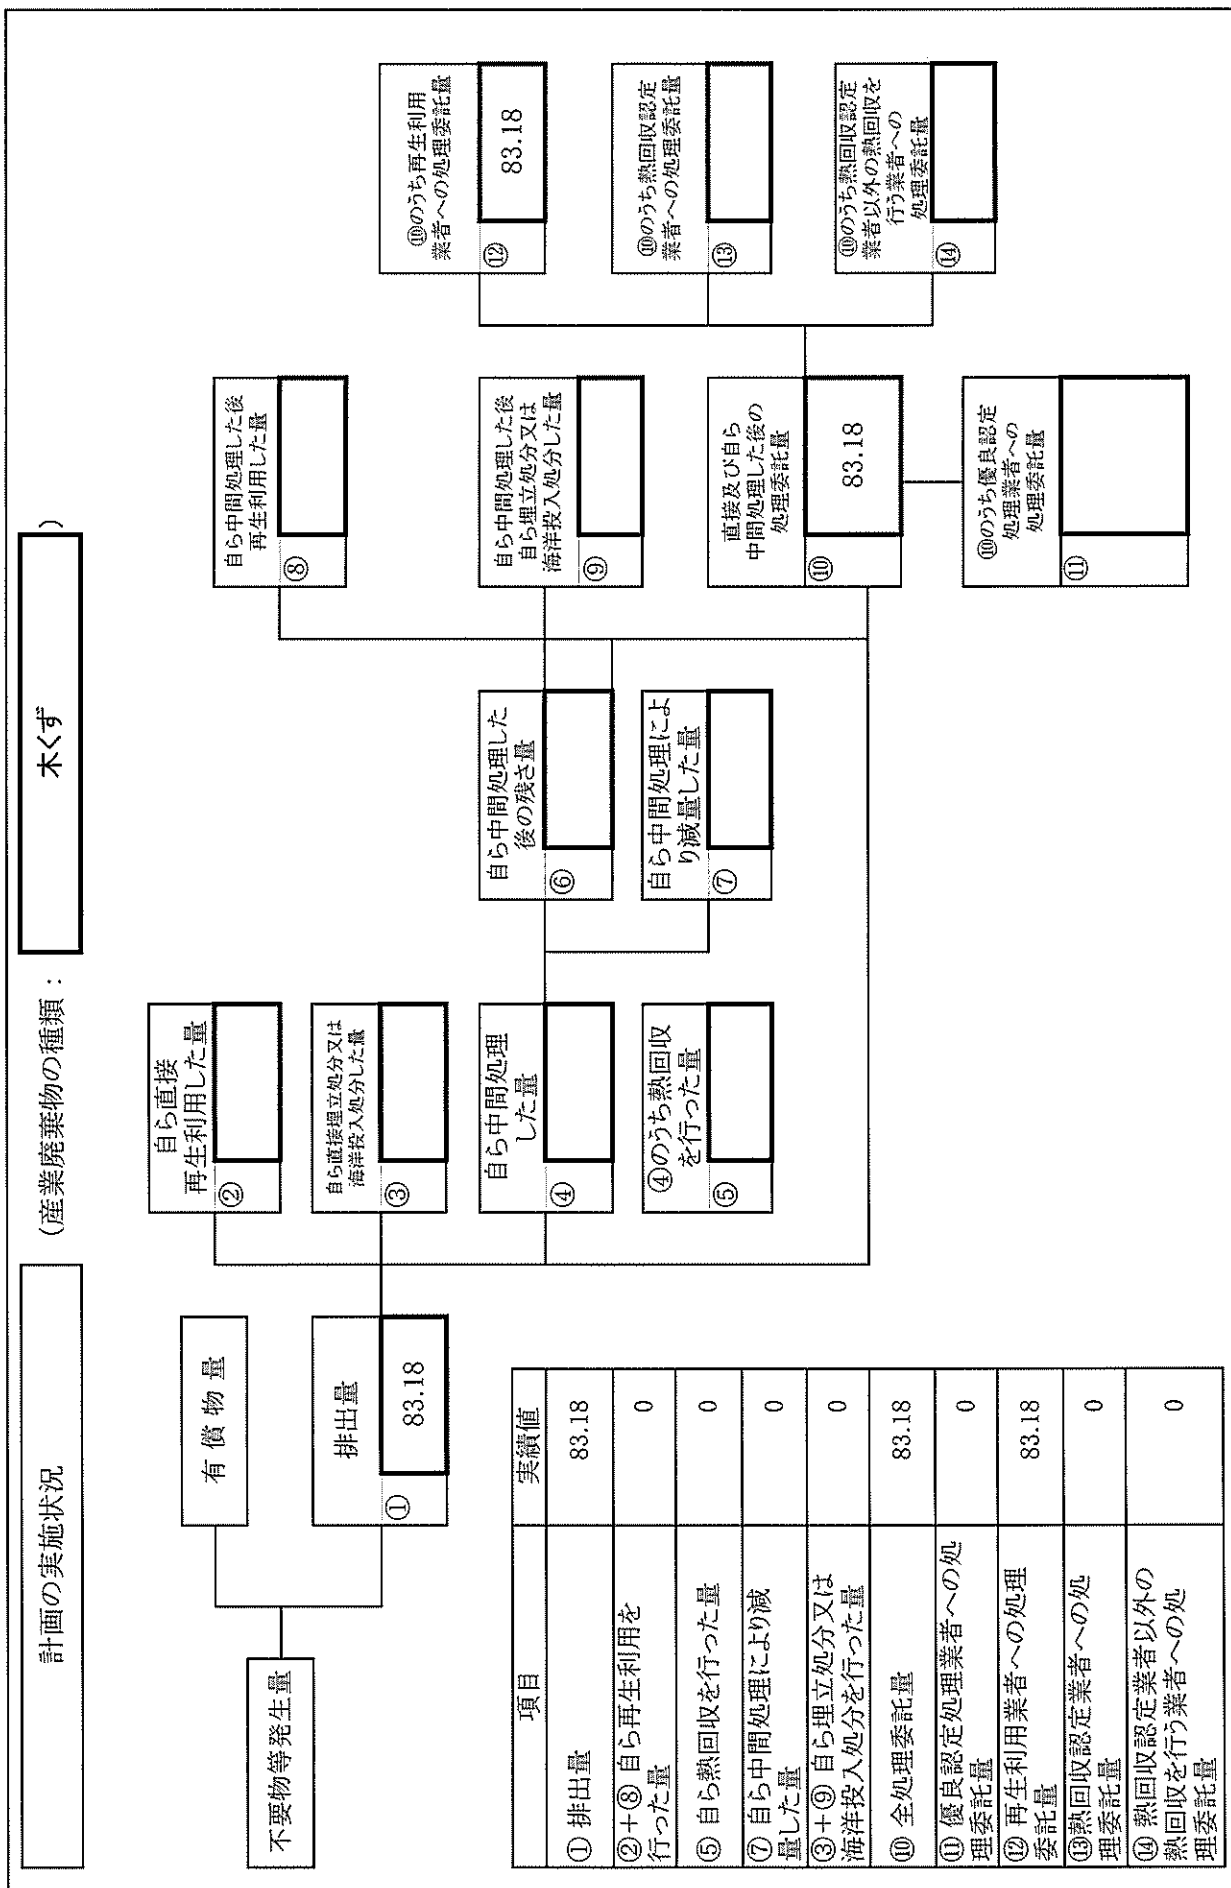 計画の実施状況
(産業廃棄物の種類: 木くず )
不要物等発生量
有償物量
排出量
① 83.18
自ら直接
再生利用した量
②
自ら直接埋立処分又は
海洋投入処分した量
③
自ら中間処理
した量
④
④のうち熱回収
を行った量
⑤
自ら中間処理した
後の残さ量
⑥
自ら中間処理によ
り減量した量
⑦
自ら中間処理した後
再生利用した量
⑧
自ら中間処理した後
自ら埋立処分又は
海洋投入処分した量
⑨
直接及び自ら
中間処理した後の
処理委託量
⑩ 83.18
⑩のうち優良認定
処理業者への
処理委託量
⑪
⑩のうち再生利用
業者への処理委託量
⑫ 83.18
⑩のうち熱回収認定
業者への処理委託量
⑬
⑩のうち熱回収認定
業者以外の熱回収を
行う業者への
処理委託量
⑭
項目 実績値
① 排出量 83.18
②+⑧ 自ら再生利用を
行った量 0
⑤ 自ら熱回収を行った量 0
⑦ 自ら中間処理により減
量した量 0
③+⑨ 自ら埋立処分又は
海洋投入処分を行った量 0
⑩ 全処理委託量 83.18
⑪ 優良認定処理業者への処
理委託量 0
⑫ 再生利用業者への処理
委託量 83.18
⑬熱回収認定業者への処
理委託量 0
⑭ 熱回収認定業者以外の
熱回収を行う業者への処
理委託量 0